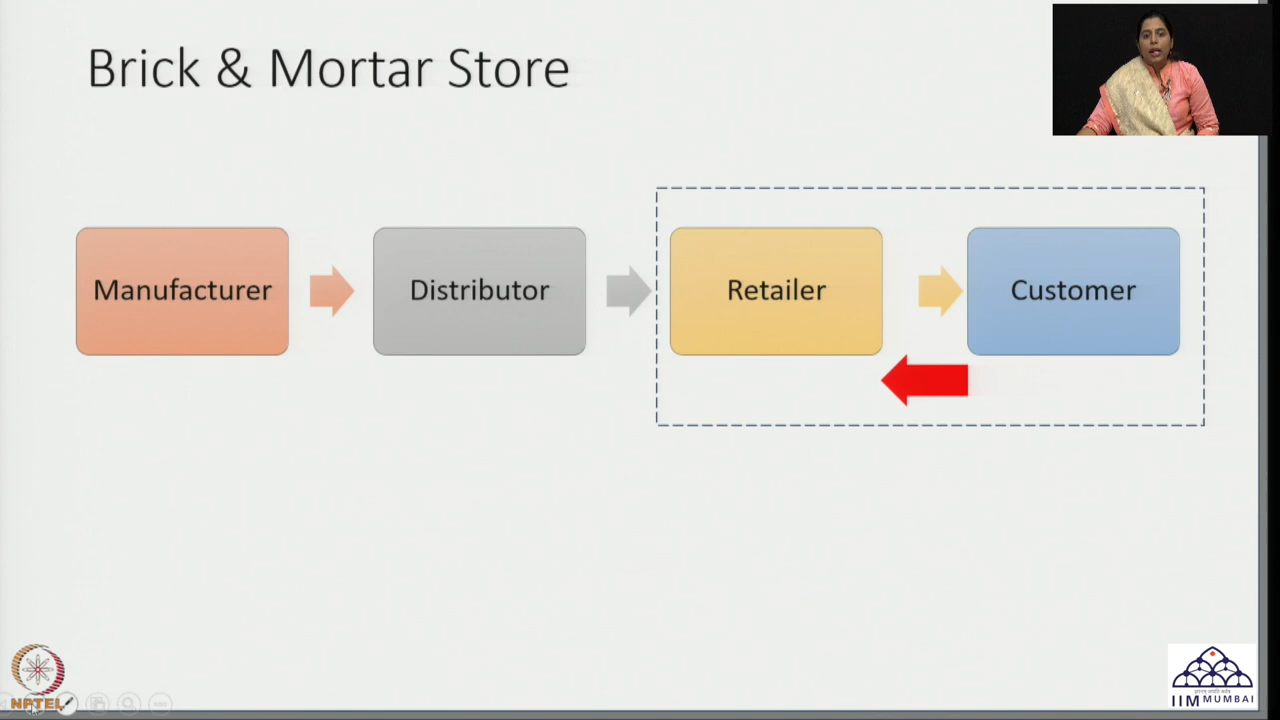 Brick & Mortar Store
Manufacturer
Distributor
Retailer
Customer
NPTEL
IIM MUMBAI